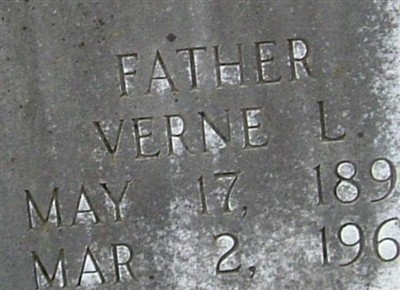 FATHER
VERNE L.
MAY 17, 189
MAR 2, 196